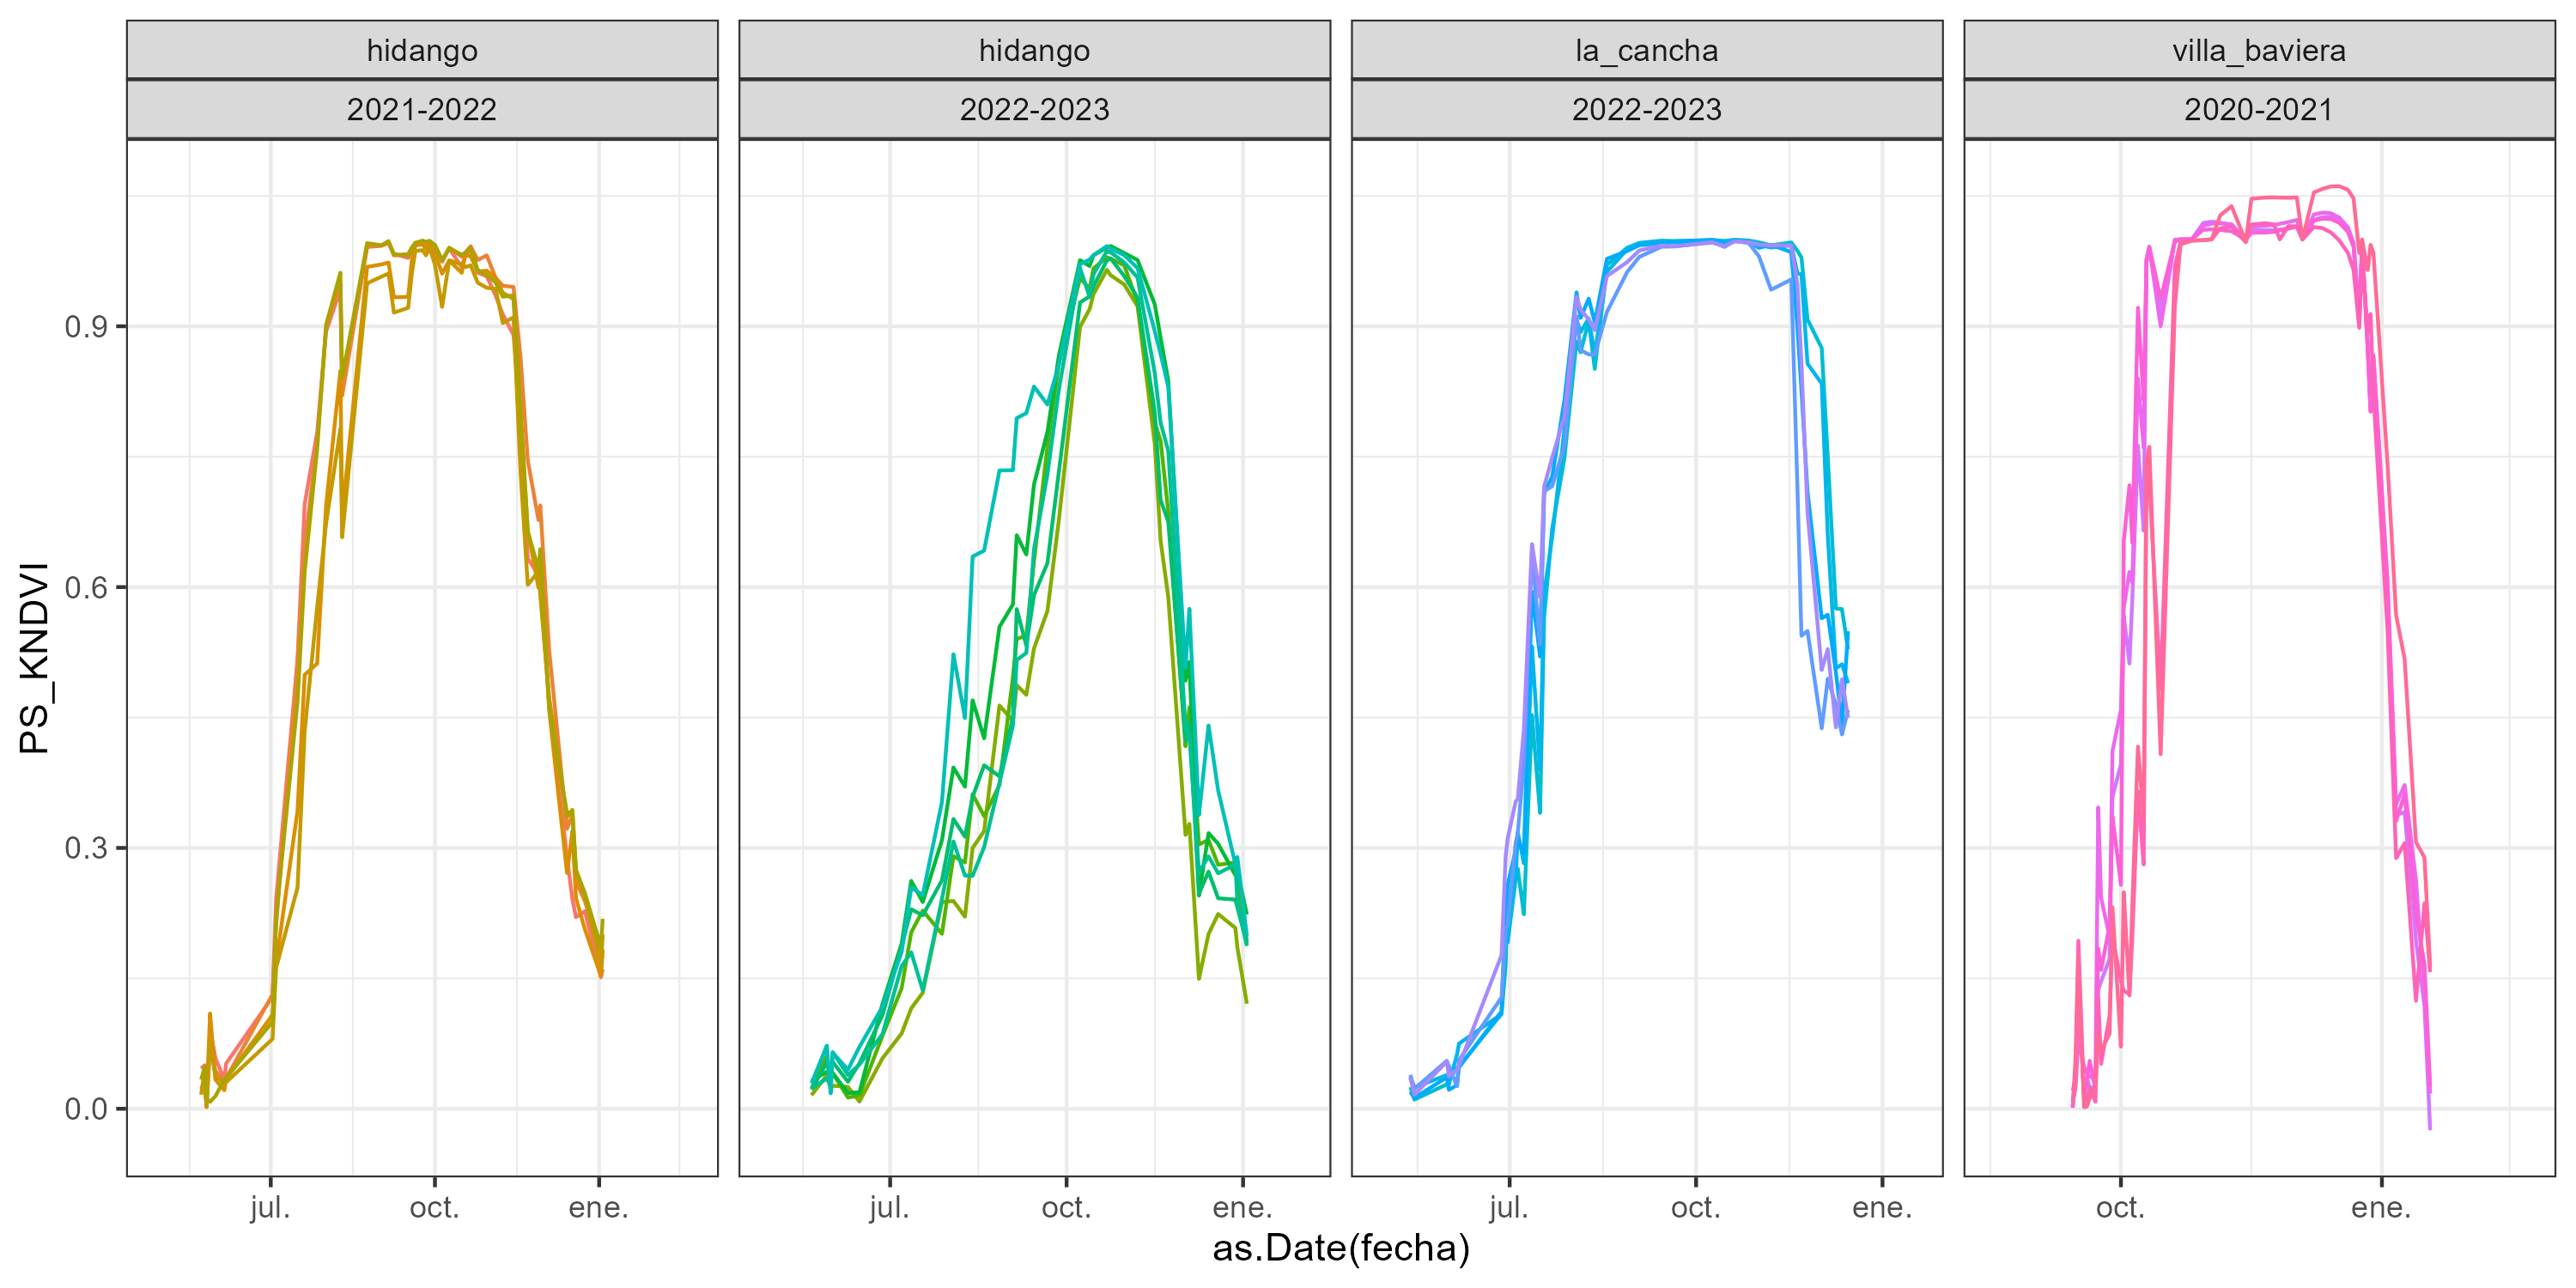 hidango
hidango
la_cancha
villa_baviera
2021-2022
2022-2023
2022-2023
2020-2021
PS_KNDVI
0.9
0.6
0.3
0.0
jul.
oct.
ene.
jul.
oct.
ene.
jul.
oct.
ene.
oct.
ene.
as.Date(fecha)